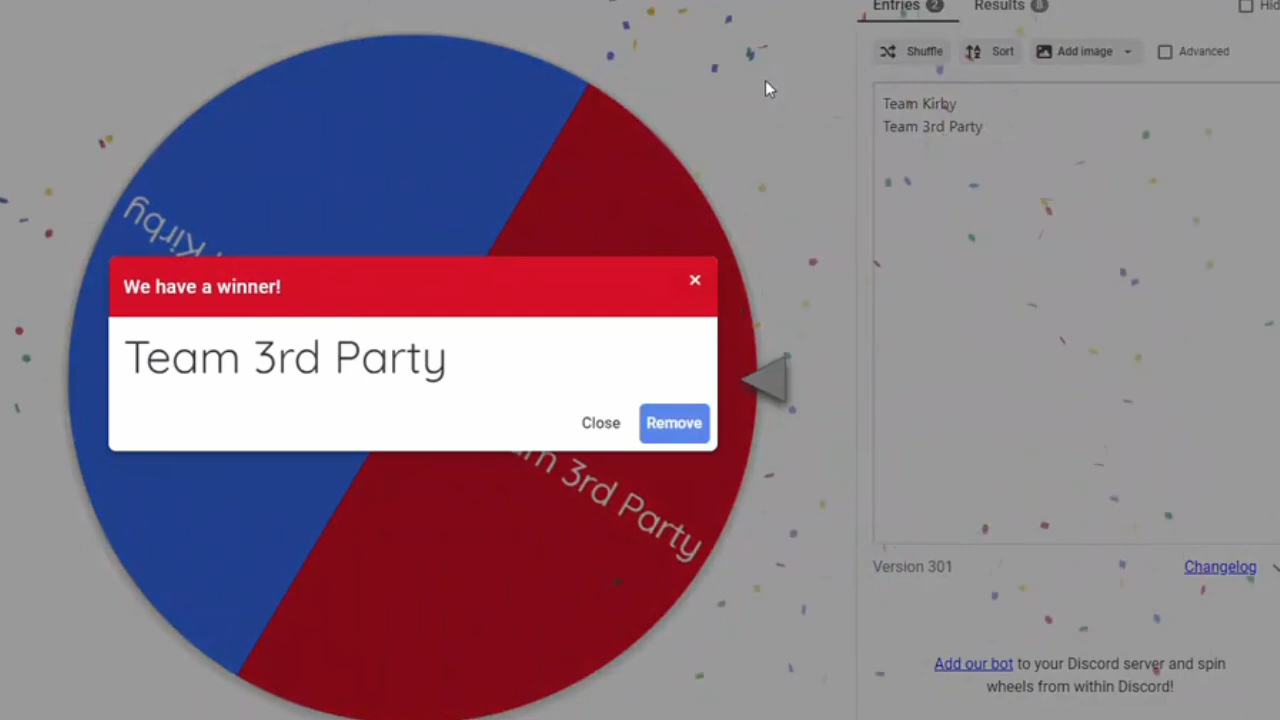 Entries 2 Results
Shuffle Sort Add image Advanced
Team Kirby
Team 3rd Party
Kirby
We have a winner!
Team 3rd Party
Close Remove
3rd Party
Version 301 Changelog
Add our bot to your Discord server and spin
wheels from within Discord!